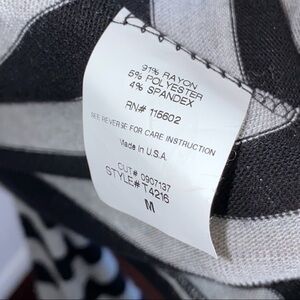 91% RAYON
5% POLYESTER
4% SPANDEX
RN# 115602
SEE REVERSE FOR CARE INSTRUCTION
Made in U.S.A.
CUT# 0907137
STYLE# T4216
M